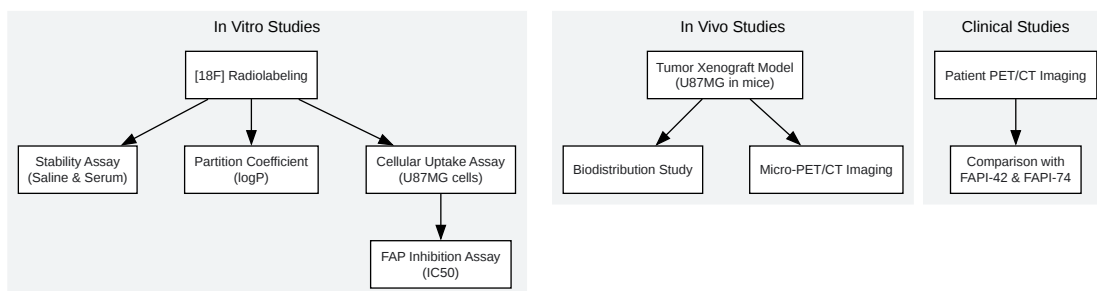 In Vitro Studies
[18F] Radiolabeling
Stability Assay
(Saline & Serum)
Partition Coefficient
(logP)
Cellular Uptake Assay
(U87MG cells)
FAP Inhibition Assay
(IC50)
In Vivo Studies
Tumor Xenograft Model
(U87MG in mice)
Biodistribution Study
Micro-PET/CT Imaging
Clinical Studies
Patient PET/CT Imaging
Comparison with
FAPI-42 & FAPI-74